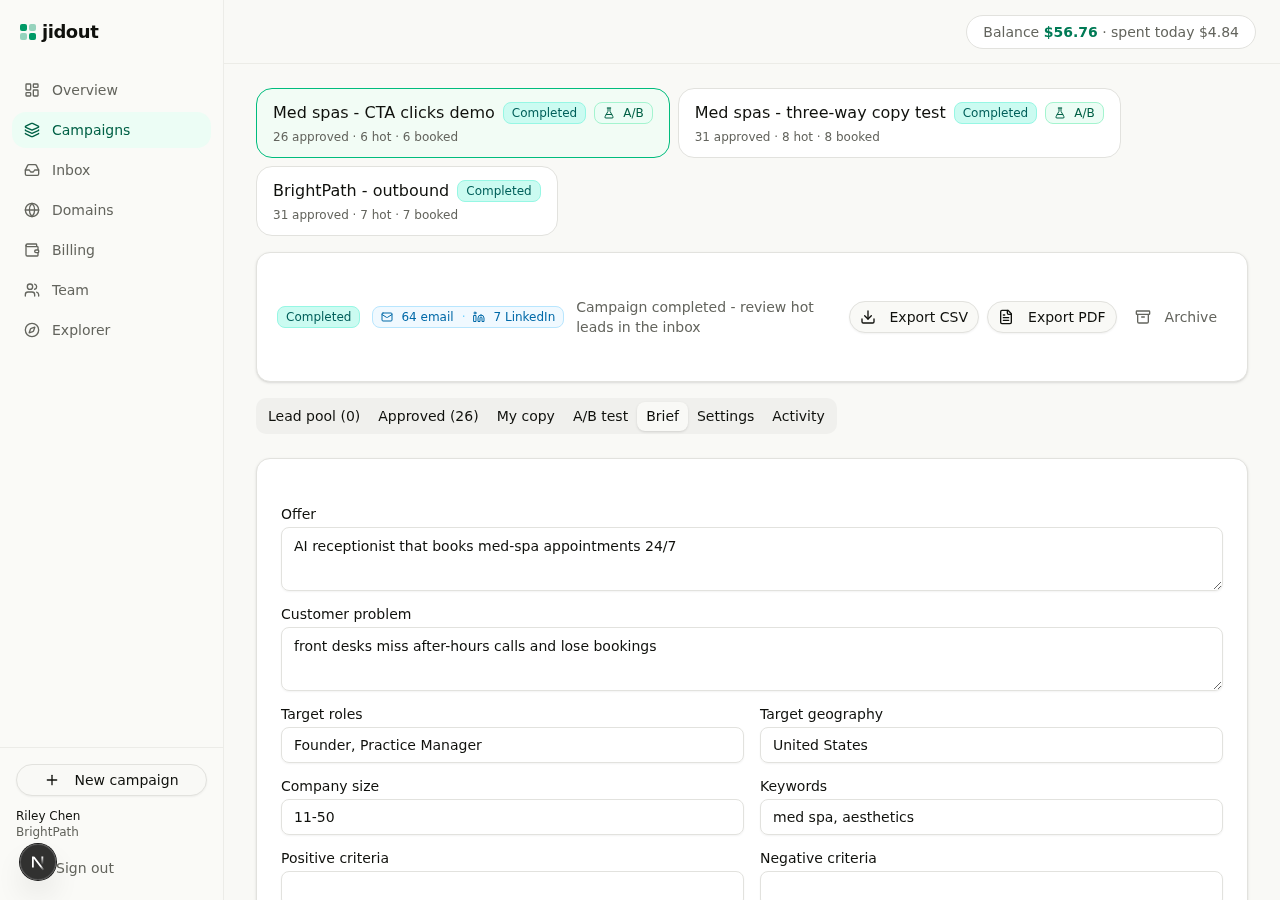 jidout
Balance $56.76 · spent today $4.84
Overview
Campaigns
Inbox
Domains
Billing
Team
Explorer
Med spas - CTA clicks demo Completed A/B
26 approved · 6 hot · 6 booked
Med spas - three-way copy test Completed A/B
31 approved · 8 hot · 8 booked
BrightPath - outbound Completed
31 approved · 7 hot · 7 booked
Completed 64 email · 7 LinkedIn
Campaign completed - review hot
leads in the inbox
Export CSV Export PDF Archive
Lead pool (0) Approved (26) My copy A/B test Brief Settings Activity
Offer
AI receptionist that books med-spa appointments 24/7
Customer problem
front desks miss after-hours calls and lose bookings
Target roles
Founder, Practice Manager
Target geography
United States
Company size
11-50
Keywords
med spa, aesthetics
Positive criteria
Negative criteria
New campaign
Riley Chen
BrightPath
N
Sign out